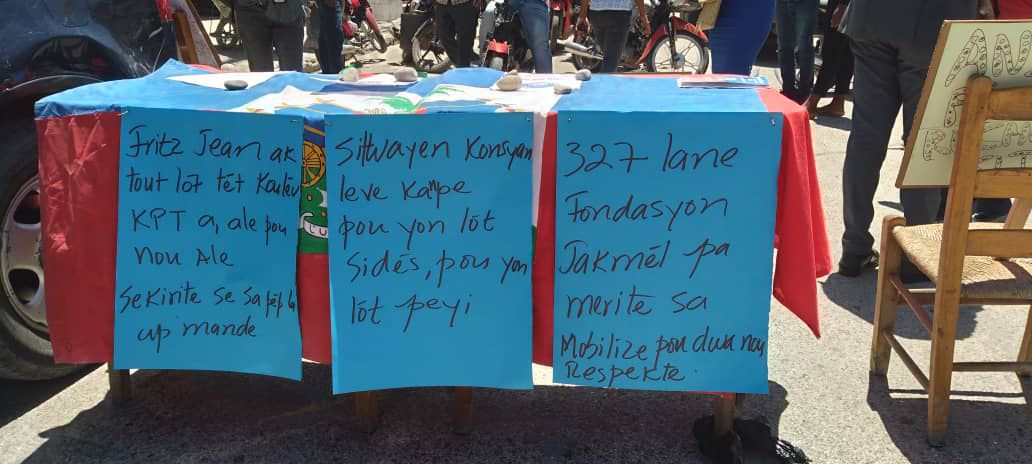 Fritz Jean ak
tout lòt tèt Koulèv
KPT a, ale pou
nou Ale
Sekirite se sa pèp la
ap mande
Sitwayen Konsyan
leve Kanpe
pou yon lòt
Sidès, pou yon
lòt peyi
327 lane
Fondasyon
Jakmèl pa
merite sa
Mobilize pou dwa nou
Respekte.